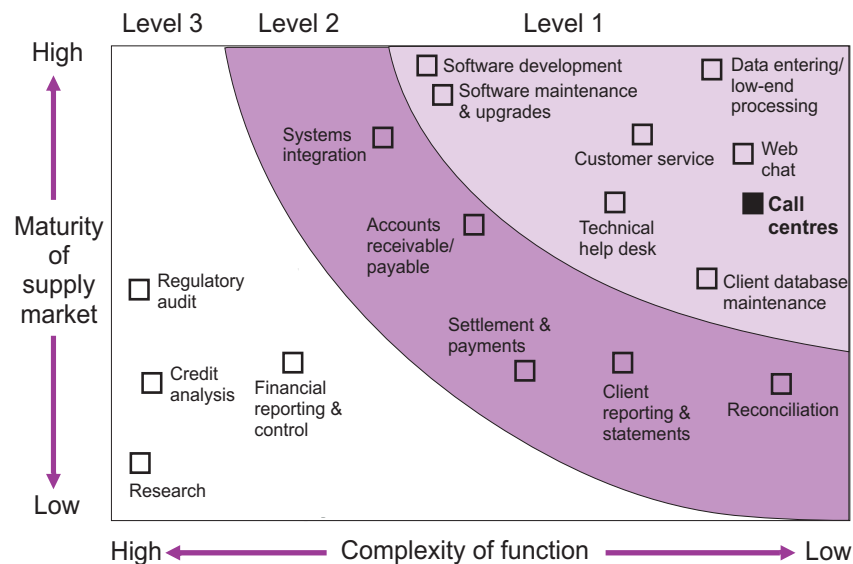 Level 3
Level 2
Level 1
High
Software development
Software maintenance
& upgrades
Data entering/
low-end
processing
Systems
integration
Customer service
Web
chat
Maturity
of
supply
market
Accounts
receivable/
payable
Technical
help desk
Call
centres
Regulatory
audit
Client database
maintenance
Settlement &
payments
Credit
analysis
Financial
reporting &
control
Client
reporting &
statements
Reconciliation
Research
Low
High
Complexity of function
Low